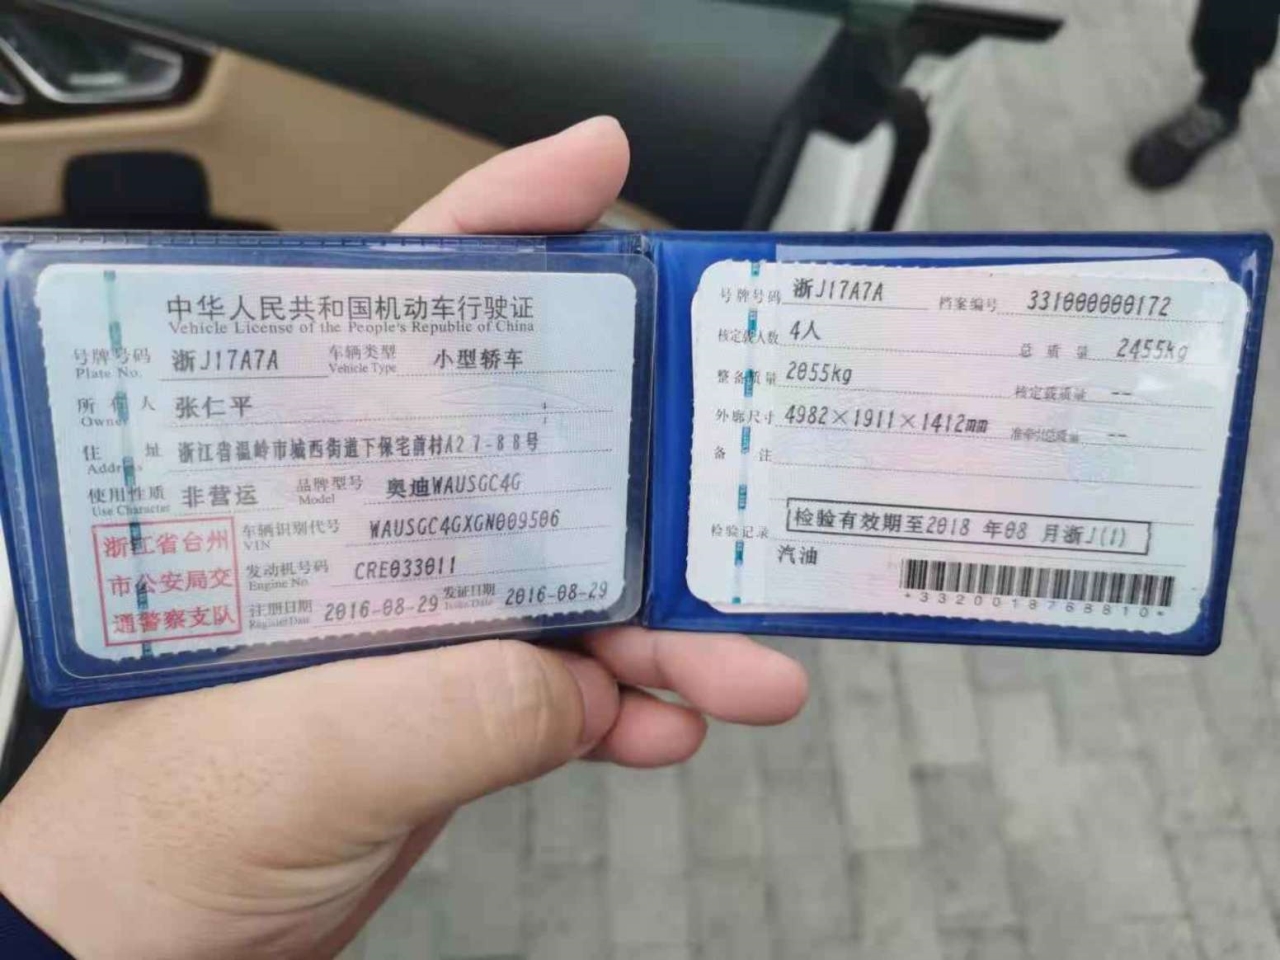 中华人民共和国机动车行驶证
Vehicle License of the People's Republic of China
号牌号码 浙J17A7A 车辆类型 小型轿车
Plate No. Vehicle Type
所有人 张仁平
Owner
住址 浙江省温岭市城西街道下保宅前村A27-88号
Address
使用性质 非营运 品牌型号 奥迪WAUSGC4G
Use Character Model
浙江省台州
市公安局交
通警察支队
车辆识别代号 WAUSGC4GXGN009506
VIN
发动机号码 CRE033011
Engine No.
注册日期 2016-08-29 发证日期 2016-08-29
Register Date Issue Date
号牌号码 浙J17A7A 档案编号 331000000172
核定载人数 4人 总质量 2455kg
整备质量 2055kg 核定载质量 --
外廓尺寸 4982×1911×1412mm 准牵引总质量 --
备注
检验记录 检验有效期至2018年08月浙J(1)
汽油
*3320018768810*